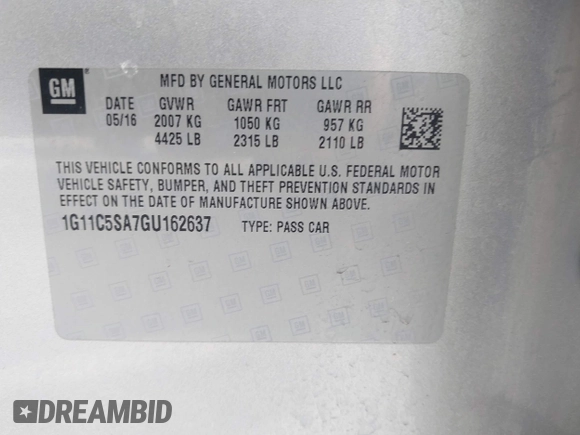 GM
®
MFD BY GENERAL MOTORS LLC
DATE GVWR GAWR FRT GAWR RR
05/16 2007 KG 1050 KG 957 KG
4425 LB 2315 LB 2110 LB
THIS VEHICLE CONFORMS TO ALL APPLICABLE U.S. FEDERAL MOTOR
VEHICLE SAFETY, BUMPER, AND THEFT PREVENTION STANDARDS IN
EFFECT ON THE DATE OF MANUFACTURE SHOWN ABOVE.
1G11C5SA7GU162637 TYPE: PASS CAR
DREAMBID